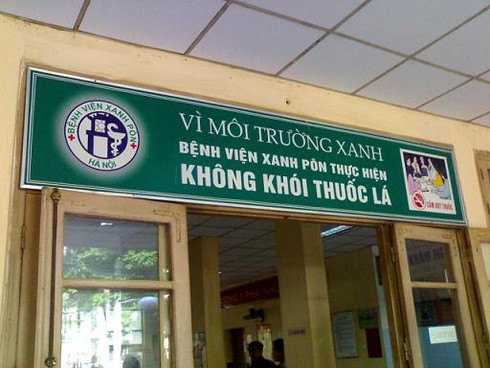 BỆNH VIỆN XANH PÔN
HÀ NỘI
VÌ MÔI TRƯỜNG XANH
BỆNH VIỆN XANH PÔN THỰC HIỆN
KHÔNG KHÓI THUỐC LÁ
CẤM HÚT THUỐC